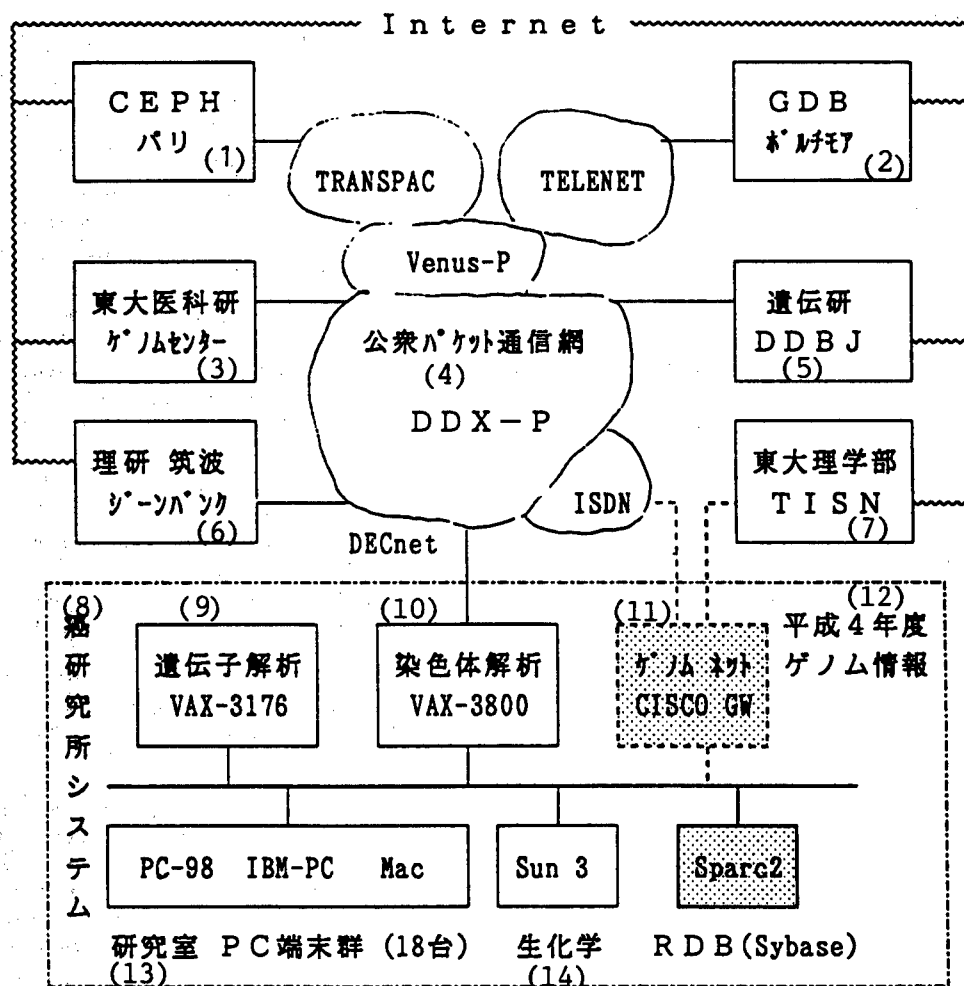 Internet
CEPH
パリ
(1)
GDB
ボルチモア
(2)
TRANSPAC
TELENET
Venus-P
東大医科研
ゲノムセンター
(3)
公衆パケット通信網
(4)
DDX-P
遺伝研
DDBJ
(5)
理研 筑波
ジーンバンク
(6)
ISDN
東大理学部
TISN
(7)
DECnet
(8)
癌研究所システム
(9)
遺伝子解析
VAX-3176
(10)
染色体解析
VAX-3800
(11)
ゲノム ネット
CISCO GW
(12)
平成4年度
ゲノム情報
PC-98 IBM-PC Mac
Sun 3
Sparc2
研究室 PC端末群 (18台)
(13)
生化学
(14)
RDB(Sybase)